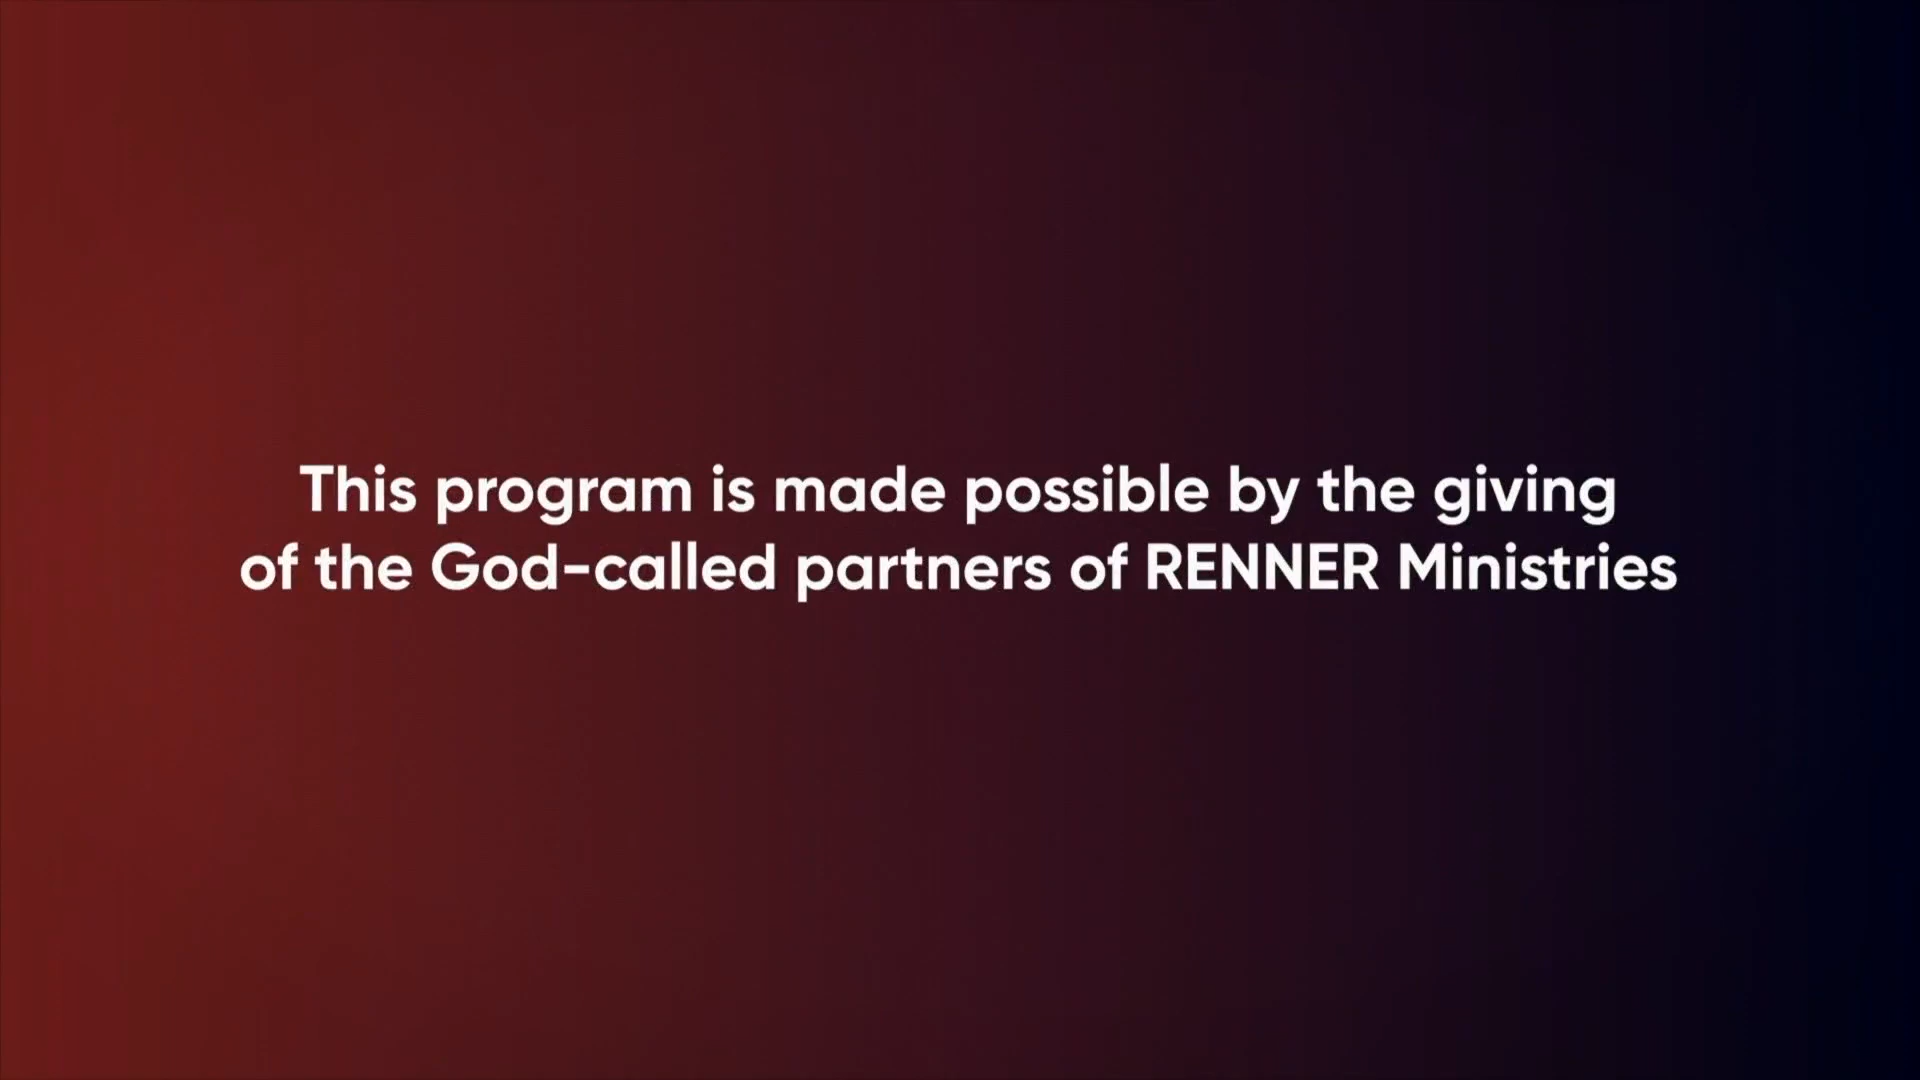 This program is made possible by the giving
of the God-called partners of RENNER Ministries